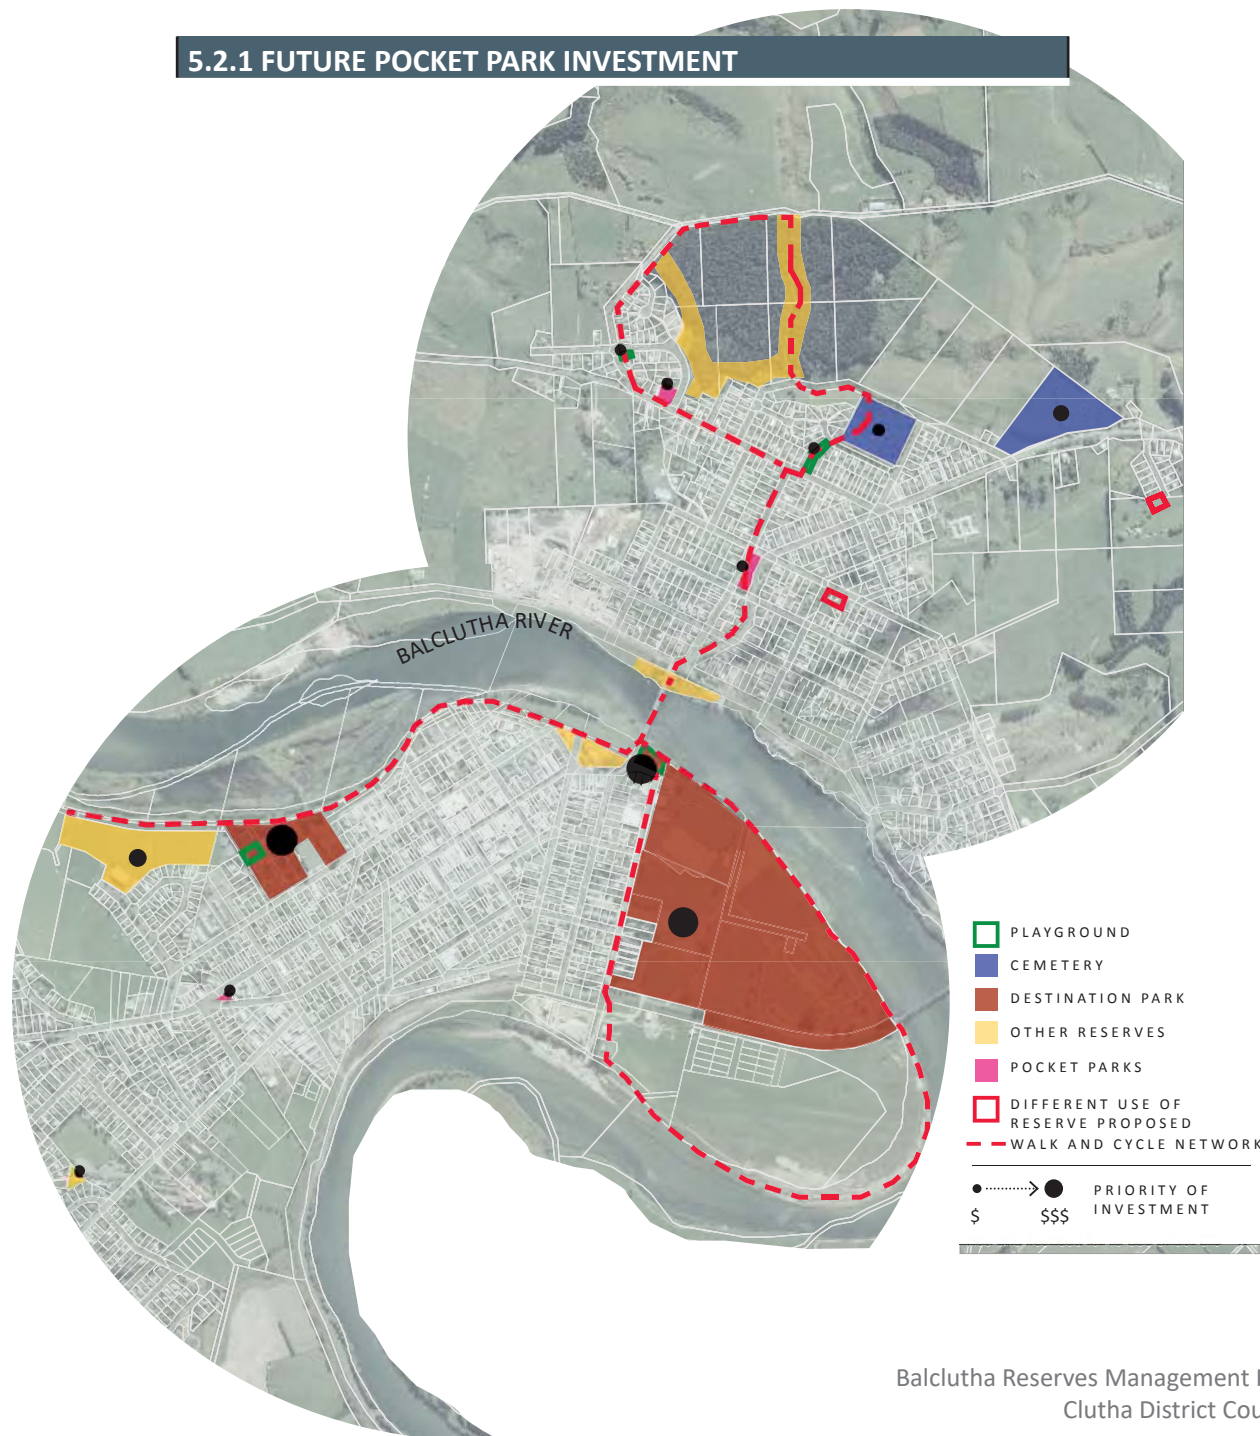 5.2.1 FUTURE POCKET PARK INVESTMENT
BALCLUTHA RIVER
PLAYGROUND
CEMETERY
DESTINATION PARK
OTHER RESERVES
POCKET PARKS
DIFFERENT USE OF
RESERVE PROPOSED
WALK AND CYCLE NETWORK
PRIORITY OF
INVESTMENT
$ $$$
Balclutha Reserves Management
Clutha District Cou